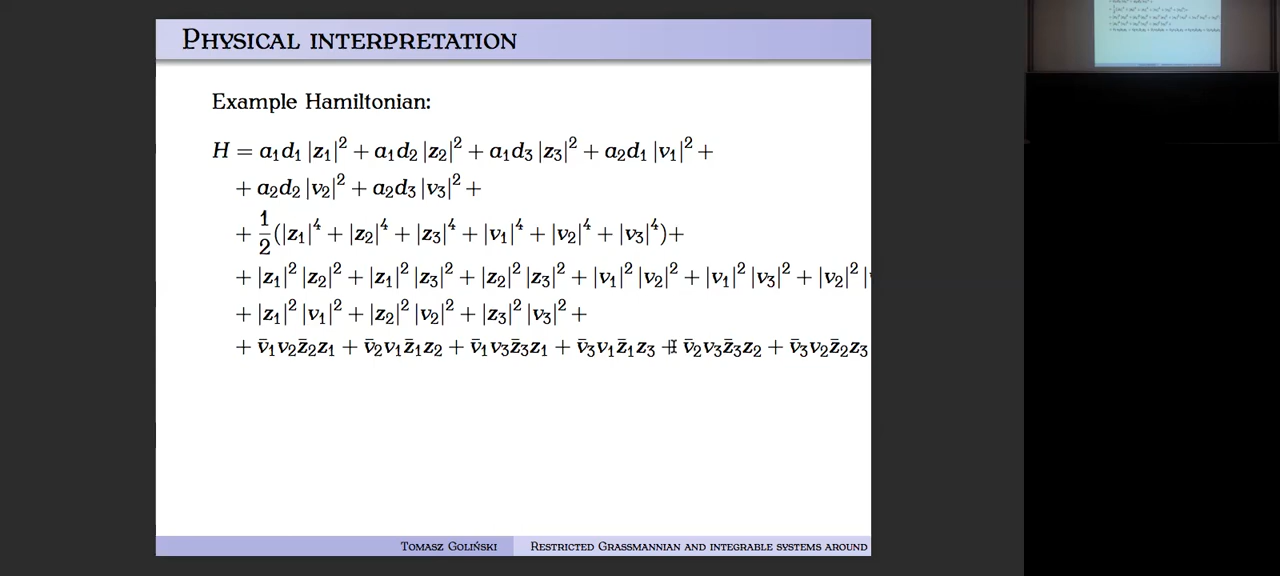 PHYSICAL INTERPRETATION
Example Hamiltonian:
H = a₁d₁ |z₁|² + a₁d₂ |z₂|² + a₁d₃ |z₃|² + a₂d₁ |v₁|² +
+ a₂d₂ |v₂|² + a₂d₃ |v₃|² +
+ 1/2 (|z₁|⁴ + |z₂|⁴ + |z₃|⁴ + |v₁|⁴ + |v₂|⁴ + |v₃|⁴) +
+ |z₁|² |z₂|² + |z₁|² |z₃|² + |z₂|² |z₃|² + |v₁|² |v₂|² + |v₁|² |v₃|² + |v₂|² |
+ |z₁|² |v₁|² + |z₂|² |v₂|² + |z₃|² |v₃|² +
+ v̄₁v₂z̄₂z₁ + v̄₂v₁z̄₁z₂ + v̄₁v₃z̄₃z₁ + v̄₃v₁z̄₁z₃ + v̄₂v₃z̄₃z₂ + v̄₃v₂z̄₂z₃
TOMASZ GOLIŃSKI RESTRICTED GRASSMANNIAN AND INTEGRABLE SYSTEMS AROUND